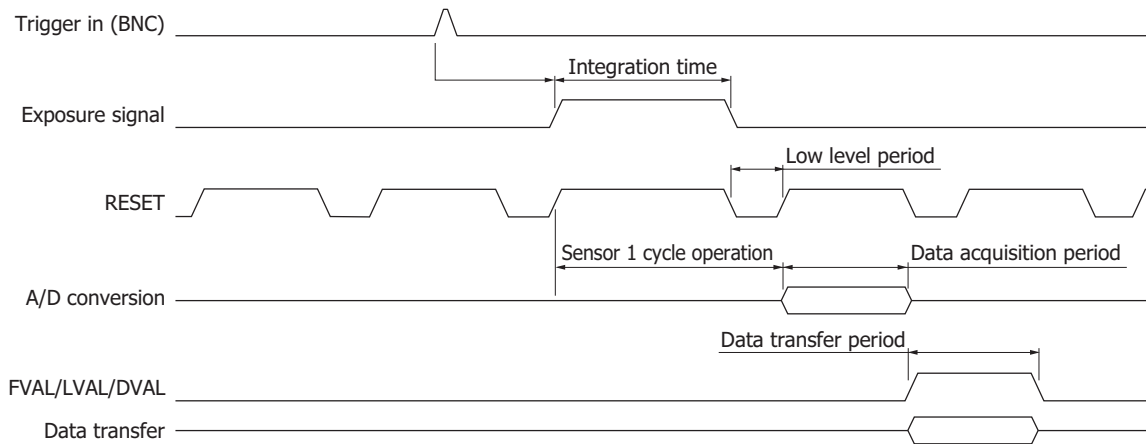 Trigger in (BNC)
Integration time
Exposure signal
Low level period
RESET
Sensor 1 cycle operation
Data acquisition period
A/D conversion
Data transfer period
FVAL/LVAL/DVAL
Data transfer